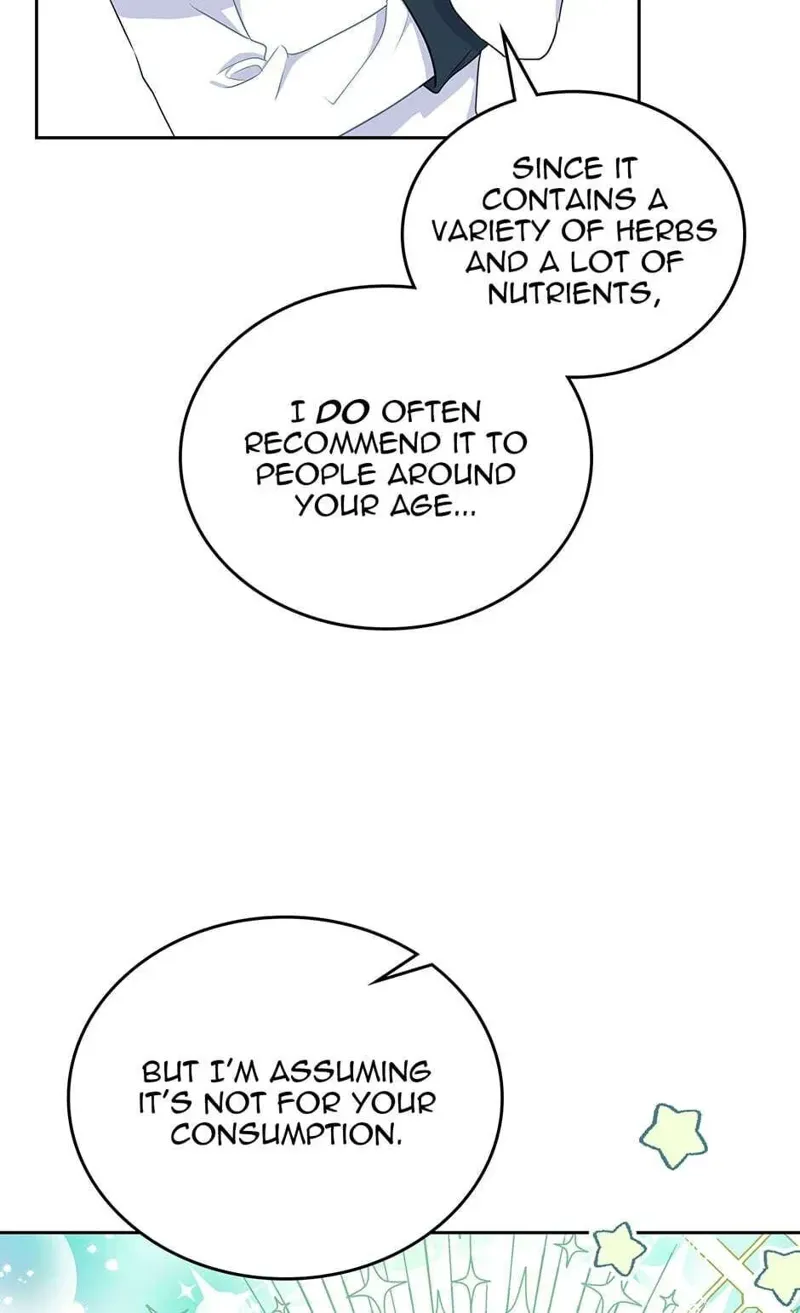 SINCE IT
CONTAINS A
VARIETY OF HERBS
AND A LOT OF
NUTRIENTS,
I DO OFTEN
RECOMMEND IT TO
PEOPLE AROUND
YOUR AGE...
BUT I'M ASSUMING
IT'S NOT FOR YOUR
CONSUMPTION.